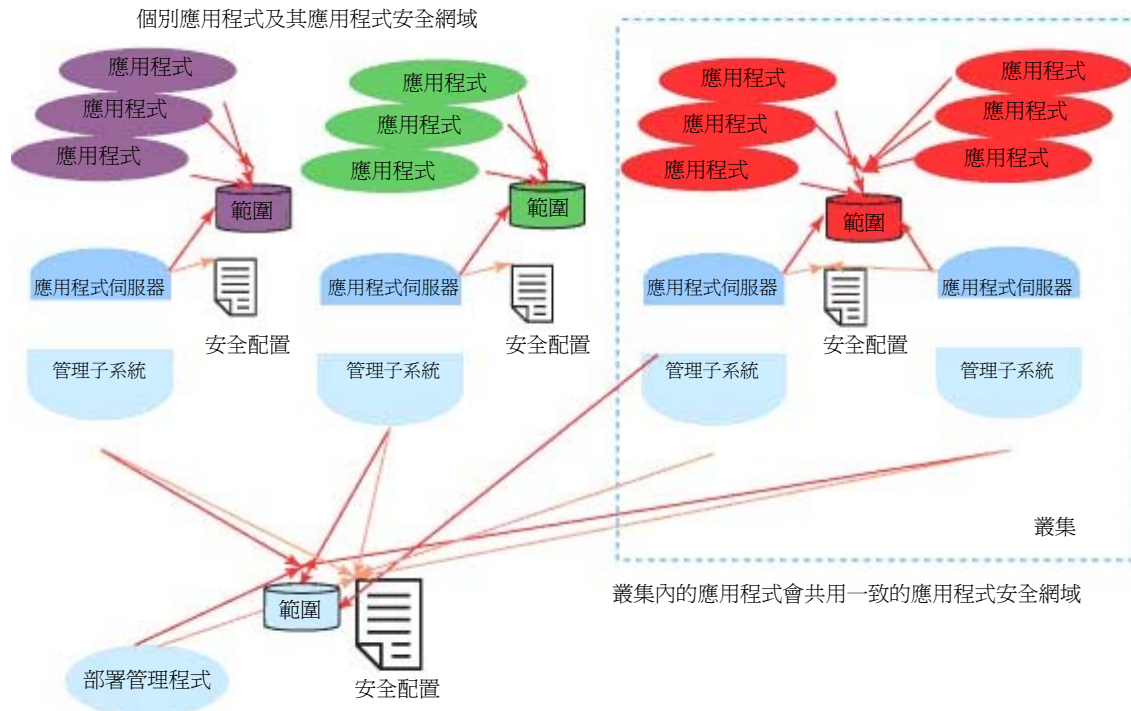 個別應用程式及其應用程式安全網域
應用程式
應用程式
應用程式
範圍
應用程式伺服器
安全配置
管理子系統
應用程式
應用程式
應用程式
範圍
應用程式伺服器
安全配置
管理子系統
應用程式
應用程式
應用程式
應用程式
應用程式
應用程式
範圍
應用程式伺服器
應用程式伺服器
安全配置
管理子系統
管理子系統
叢集
叢集內的應用程式會共用一致的應用程式安全網域
範圍
安全配置
部署管理程式